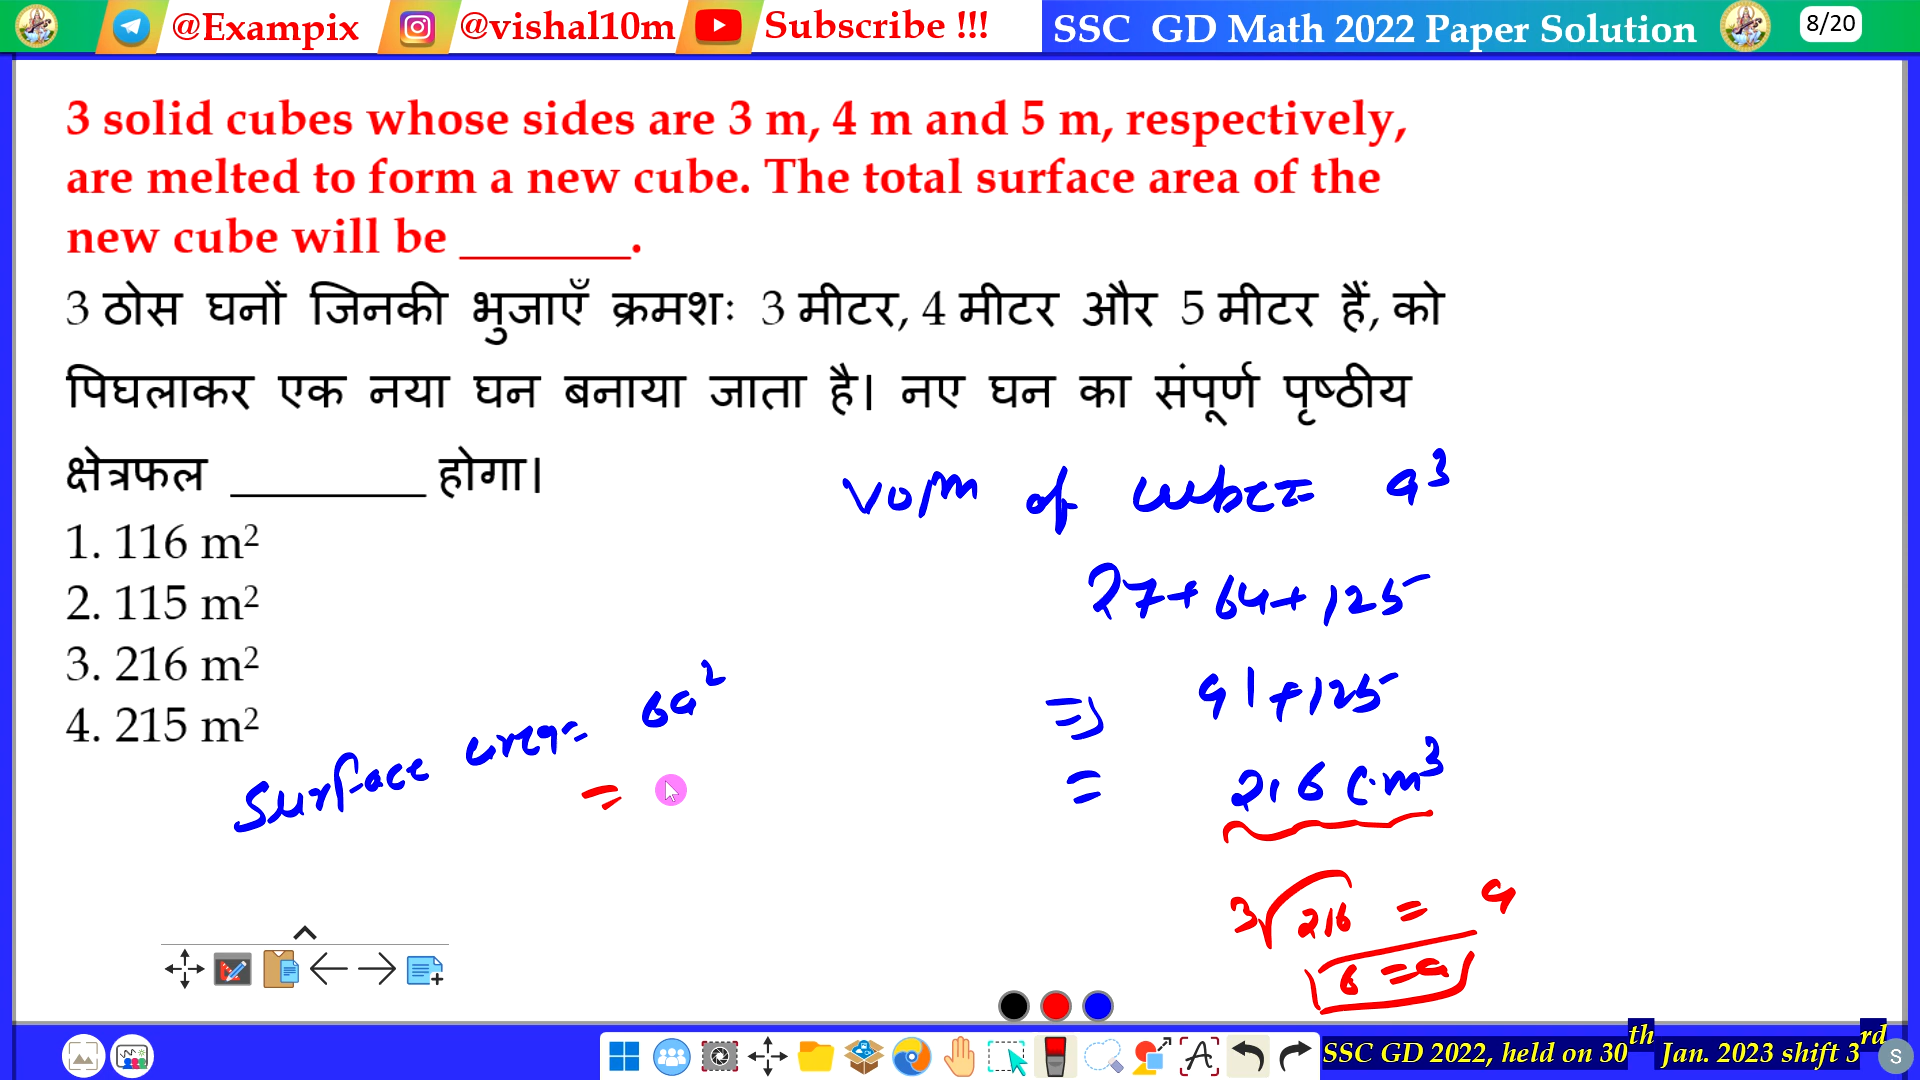 @Exampix @vishal10m Subscribe !!! SSC GD Math 2022 Paper Solution 8/20
3 solid cubes whose sides are 3 m, 4 m and 5 m, respectively,
are melted to form a new cube. The total surface area of the
new cube will be _______.
3 ठोस घनों जिनकी भुजाएँ क्रमशः 3 मीटर, 4 मीटर और 5 मीटर हैं, को
पिघलाकर एक नया घन बनाया जाता है। नए घन का संपूर्ण पृष्ठीय
क्षेत्रफल ________ होगा।
1. 116 m²
2. 115 m²
3. 216 m²
4. 215 m²
Surface area = 6a²
=
Volm of cube = a³
27+64+125
⇒ 91+125
= 216 cm³
³√216 = a
6 = a
SSC GD 2022, held on 30th Jan. 2023 shift 3rd
S